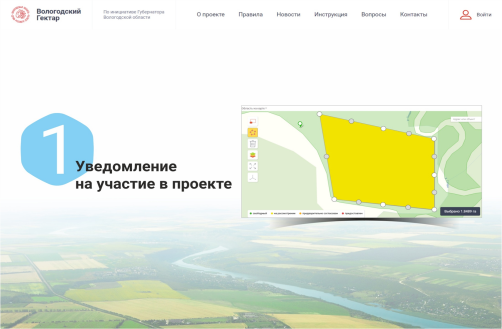 Вологодский
Гектар
По инициативе Губернатора
Вологодской области
О проекте
Правила
Новости
Инструкция
Вопросы
Контакты
Войти
1
Уведомление
на участие в проекте